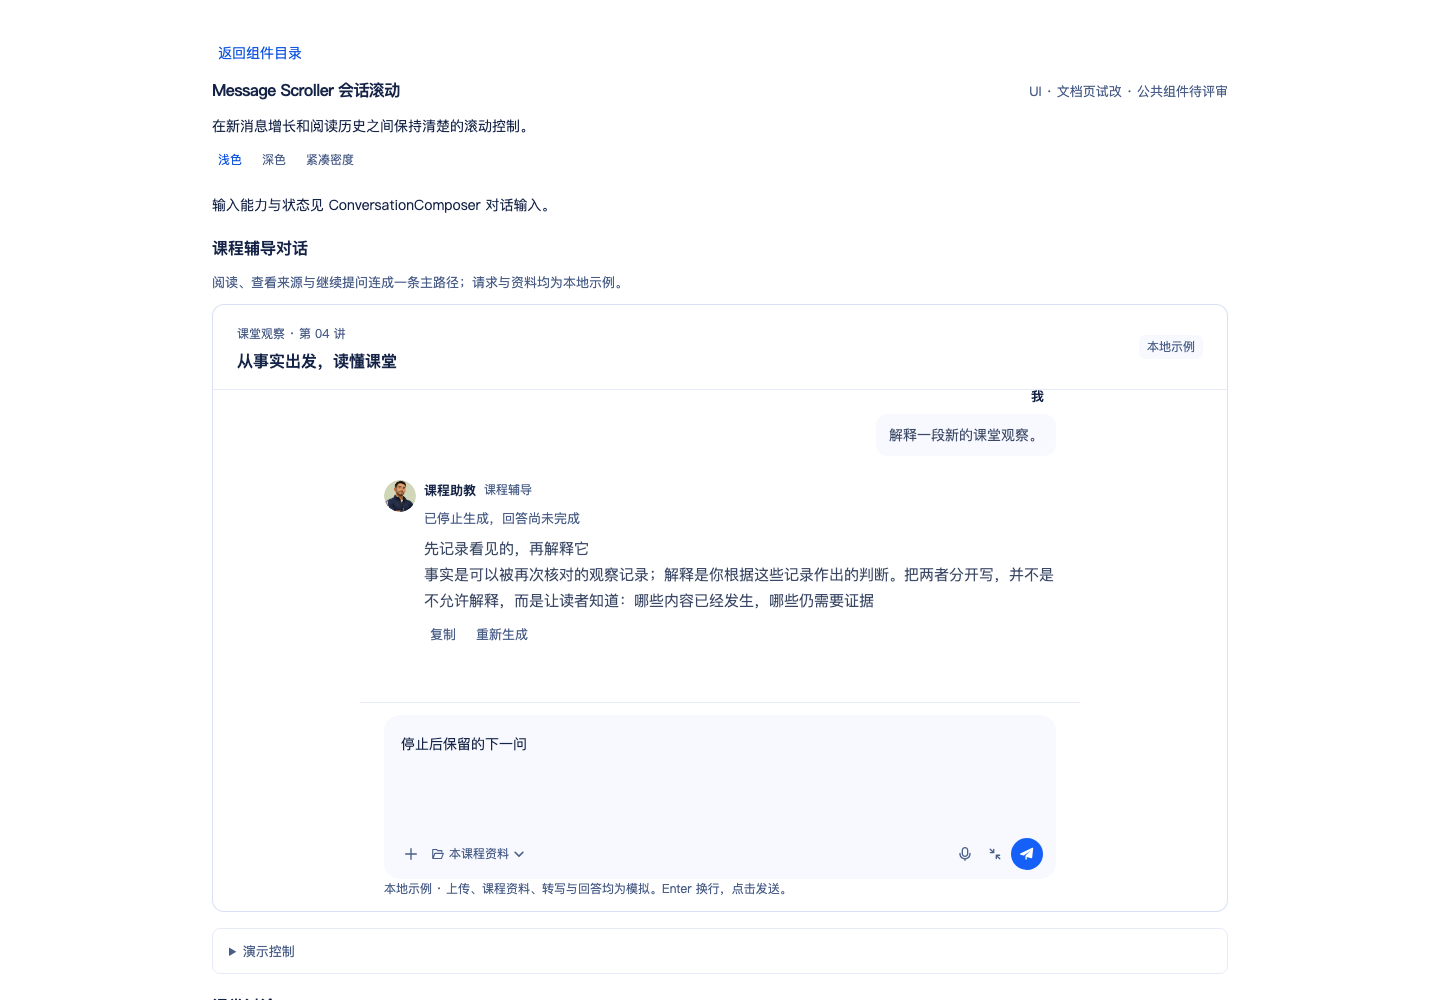 返回组件目录
Message Scroller 会话滚动
UI · 文档页试改 · 公共组件待评审
在新消息增长和阅读历史之间保持清楚的滚动控制。
浅色 深色 紧凑密度
输入能力与状态见 ConversationComposer 对话输入。
课程辅导对话
阅读、查看来源与继续提问连成一条主路径；请求与资料均为本地示例。
课堂观察 · 第 04 讲
从事实出发，读懂课堂
本地示例
我
解释一段新的课堂观察。
课程助教 课程辅导
已停止生成，回答尚未完成
先记录看见的，再解释它
事实是可以被再次核对的观察记录；解释是你根据这些记录作出的判断。把两者分开写，并不是
不允许解释，而是让读者知道：哪些内容已经发生，哪些仍需要证据
复制 重新生成
停止后保留的下一问
本课程资料
本地示例 · 上传、课程资料、转写与回答均为模拟。Enter 换行，点击发送。
演示控制